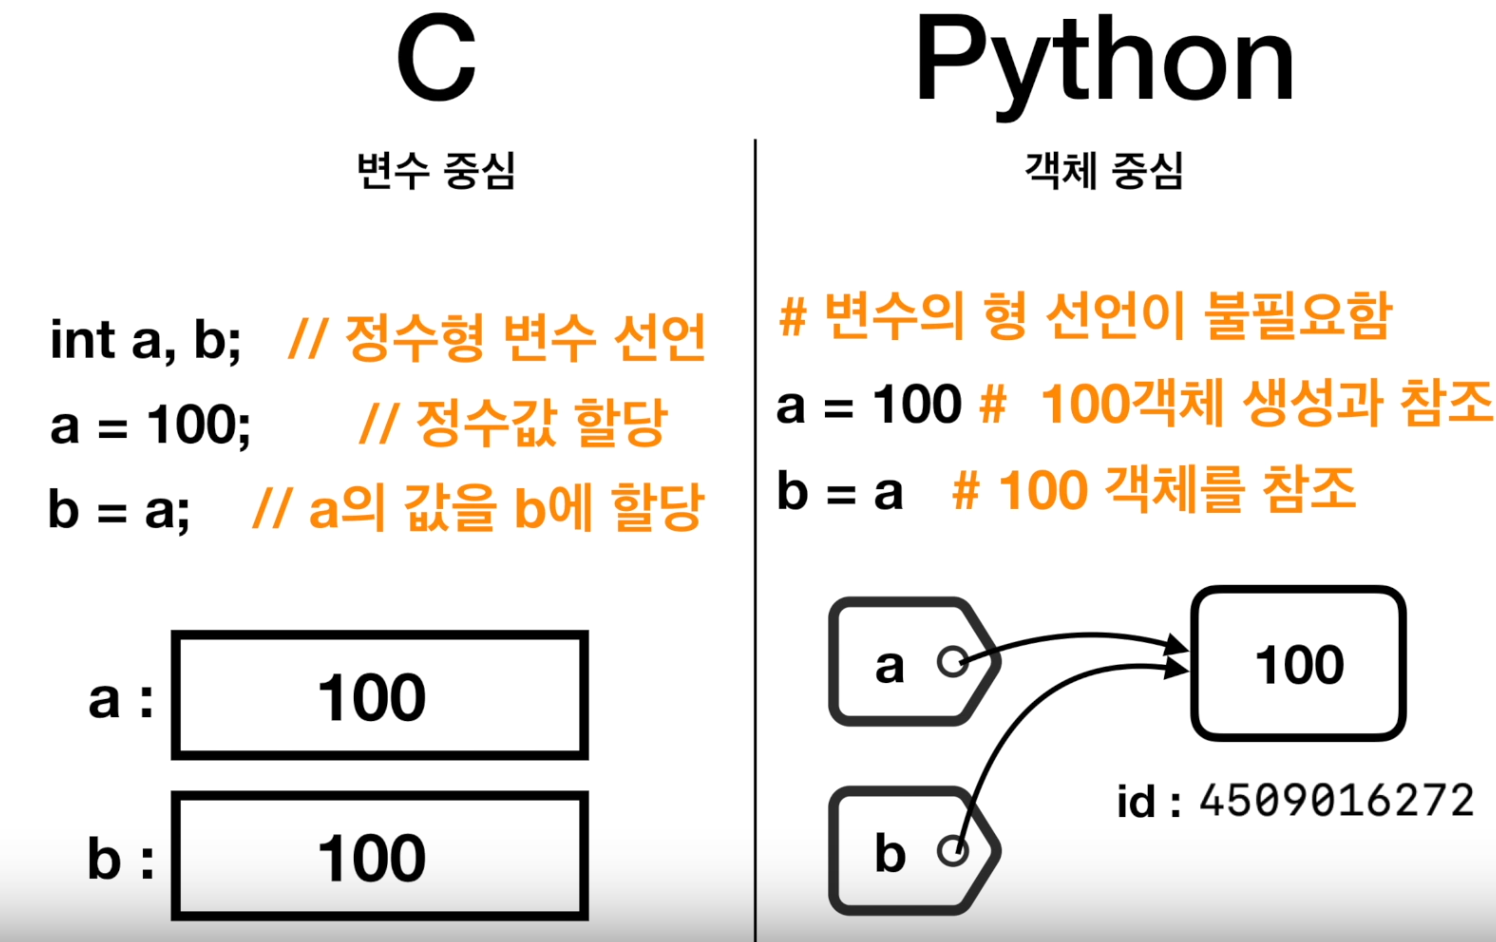 C
변수 중심
int a, b; // 정수형 변수 선언
a = 100; // 정수값 할당
b = a; // a의 값을 b에 할당
a : 100
b : 100
Python
객체 중심
# 변수의 형 선언이 불필요함
a = 100 # 100객체 생성과 참조
b = a # 100 객체를 참조
a
100
b
id : 4509016272